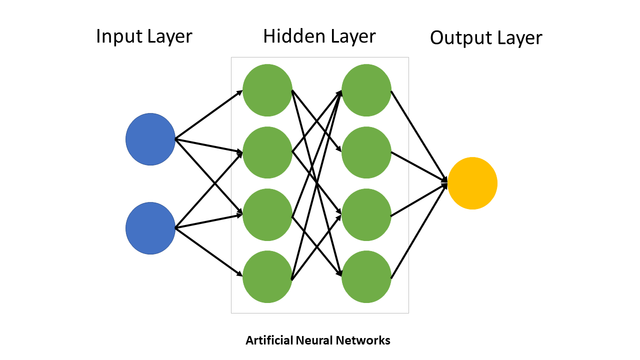 Input Layer
Hidden Layer
Output Layer
Artificial Neural Networks